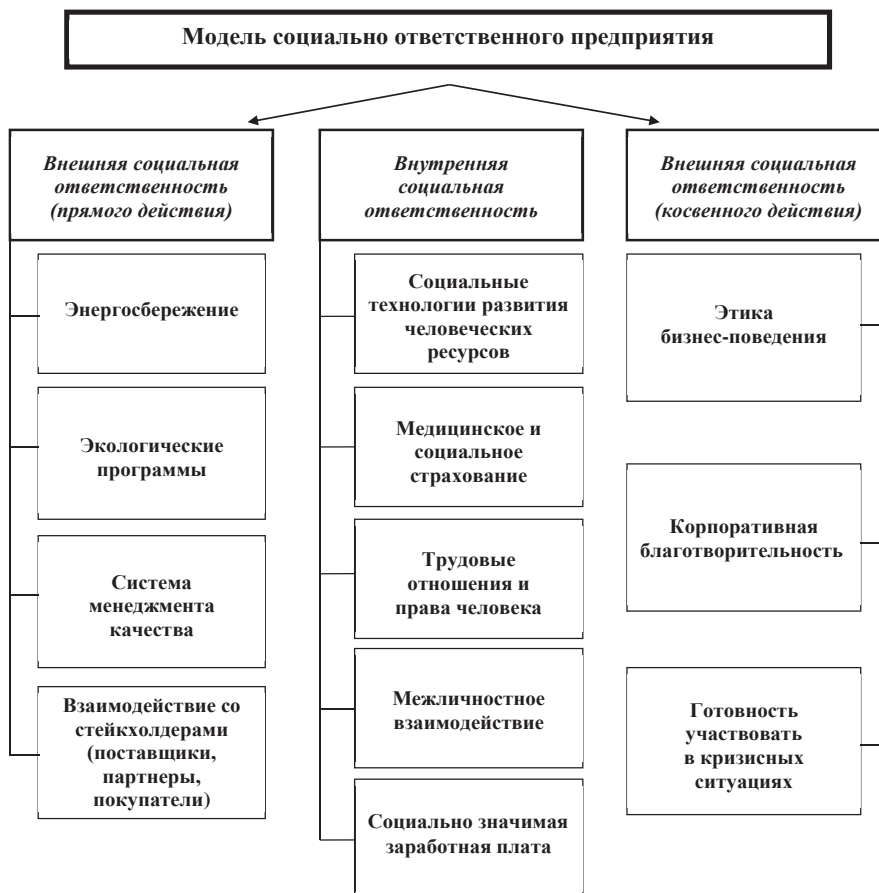 Модель социально ответственного предприятия
Внешняя социальная
ответственность
(прямого действия)
Энергосбережение
Экологические
программы
Система
менеджмента
качества
Взаимодействие со
стейкхолдерами
(поставщики,
партнеры,
покупатели)
Внутренняя
социальная
ответственность
Социальные
технологии развития
человеческих
ресурсов
Медицинское и
социальное
страхование
Трудовые
отношения и
права человека
Межличностное
взаимодействие
Социально значимая
заработная плата
Внешняя социальная
ответственность
(косвенного действия)
Этика
бизнес-поведения
Корпоративная
благотворительность
Готовность
участвовать
в кризисных
ситуациях